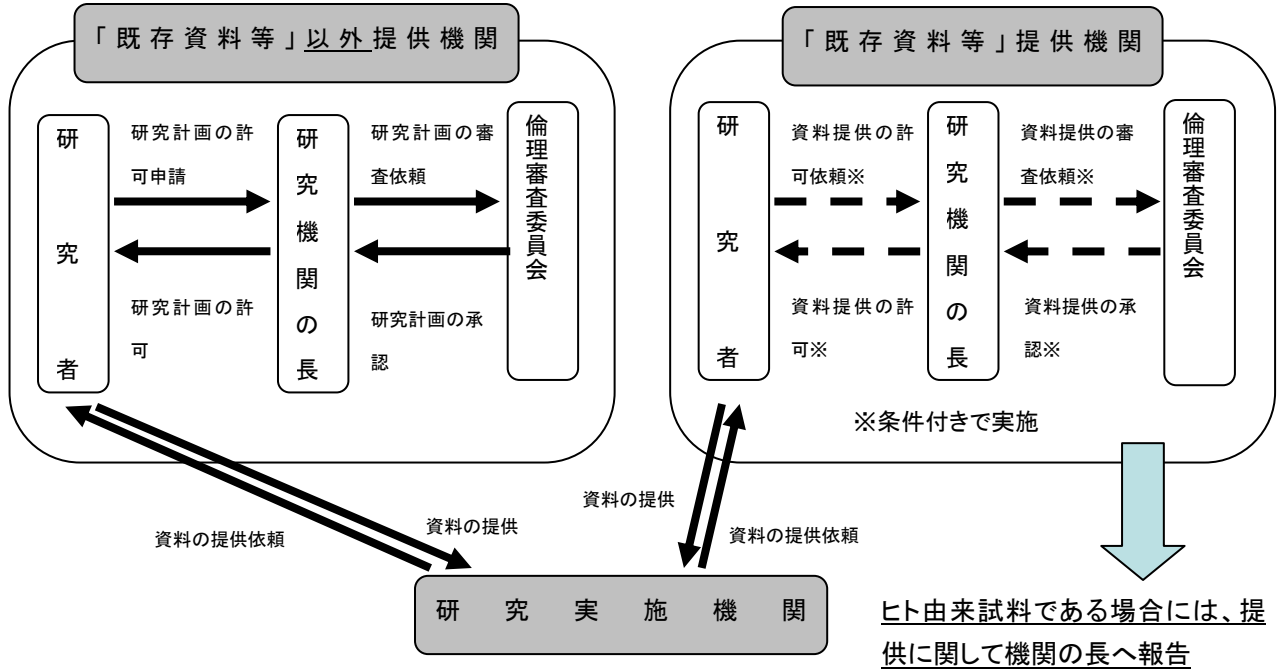 「既存資料等」以外提供機関
研究者
研究計画の許
可申請
研究計画の許
可
研究機関の長
研究計画の審
査依頼
研究計画の承
認
倫理審査委員会
「既存資料等」提供機関
研究者
資料提供の許
可依頼※
資料提供の許
可※
研究機関の長
資料提供の審
査依頼※
資料提供の承
認※
倫理審査委員会
※条件付きで実施
資料の提供依頼
資料の提供
資料の提供
資料の提供依頼
研究実施機関
ヒト由来試料である場合には、提
供に関して機関の長へ報告